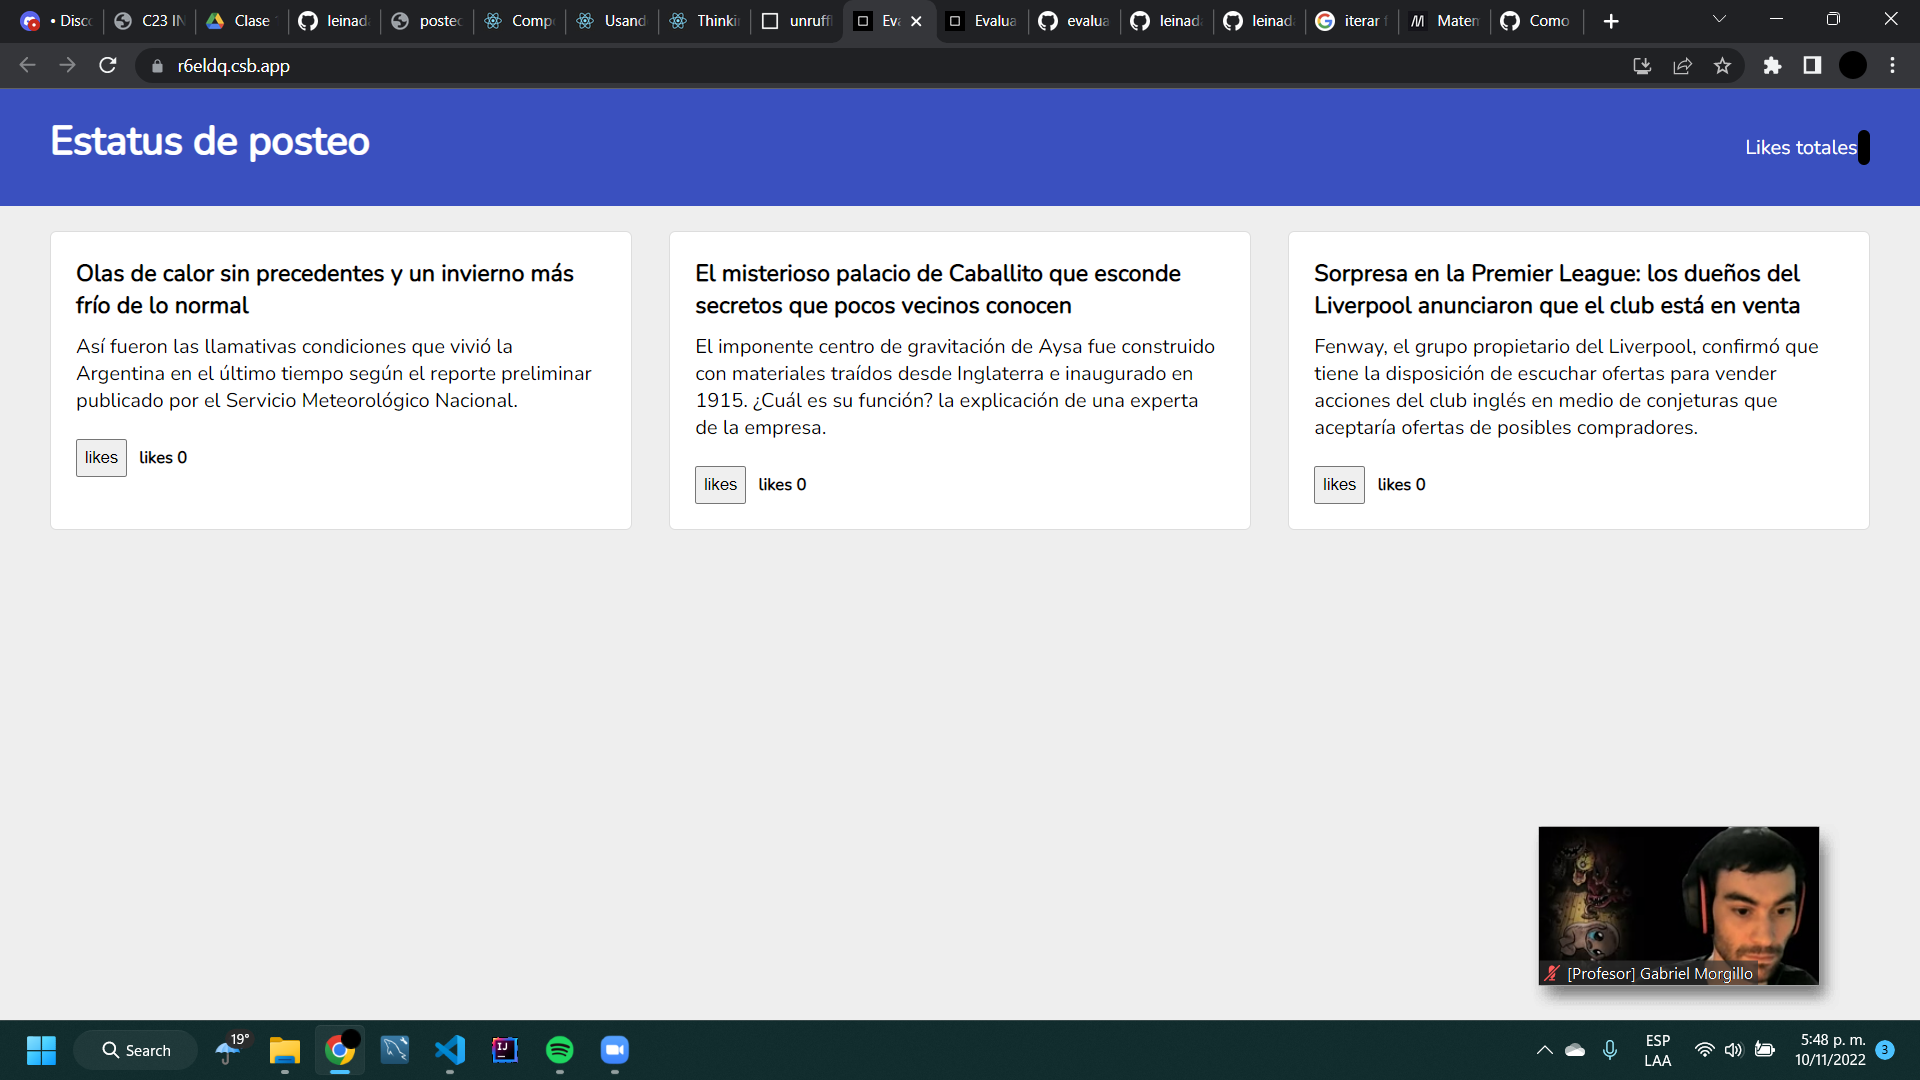 • Disco
C23 IN
Clase
leinad
posteo
Compo
Usand
Thinkin
unruffl
Eva
Evalua
evalua
leinad
leinad
iterar
Matem
Como
r6eldq.csb.app
Estatus de posteo
Likes totales
Olas de calor sin precedentes y un invierno más
frío de lo normal
Así fueron las llamativas condiciones que vivió la
Argentina en el último tiempo según el reporte preliminar
publicado por el Servicio Meteorológico Nacional.
likes likes 0
El misterioso palacio de Caballito que esconde
secretos que pocos vecinos conocen
El imponente centro de gravitación de Aysa fue construido
con materiales traídos desde Inglaterra e inaugurado en
1915. ¿Cuál es su función? la explicación de una experta
de la empresa.
likes likes 0
Sorpresa en la Premier League: los dueños del
Liverpool anunciaron que el club está en venta
Fenway, el grupo propietario del Liverpool, confirmó que
tiene la disposición de escuchar ofertas para vender
acciones del club inglés en medio de conjeturas que
aceptaría ofertas de posibles compradores.
likes likes 0
[Profesor] Gabriel Morgillo
Search
19°
IJ
ESP
LAA
5:48 p. m.
10/11/2022
3